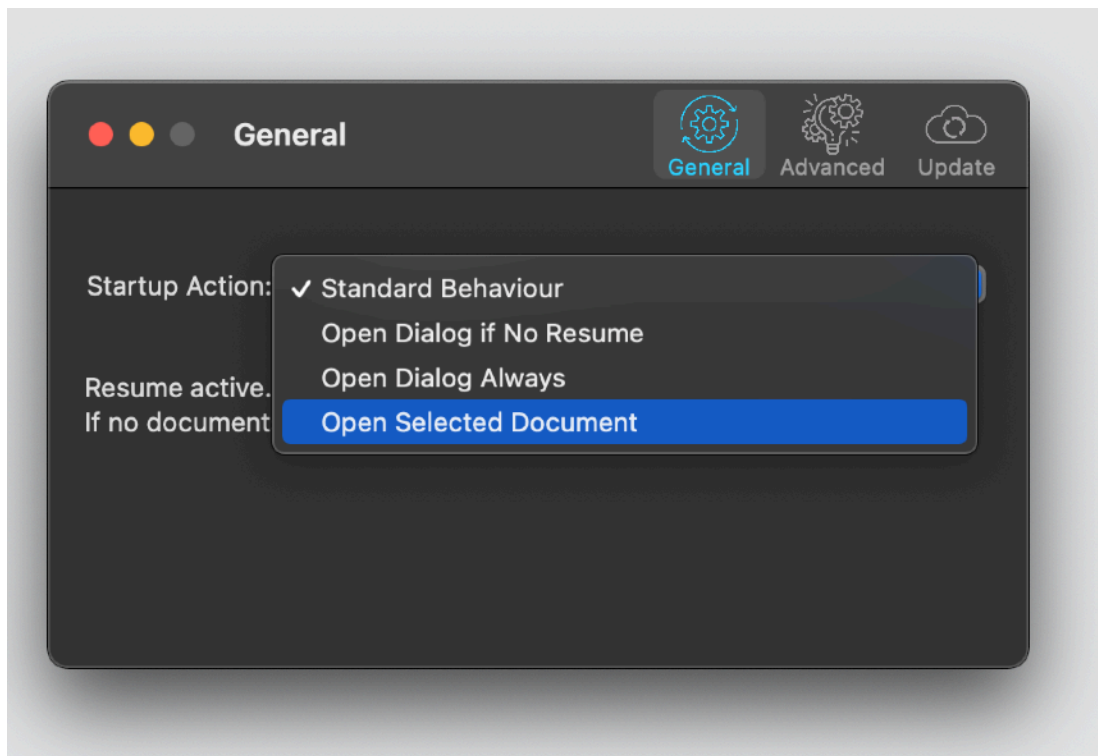 General
General Advanced Update
Startup Action: ✓ Standard Behaviour
Open Dialog if No Resume
Open Dialog Always
Open Selected Document
Resume active.
If no document